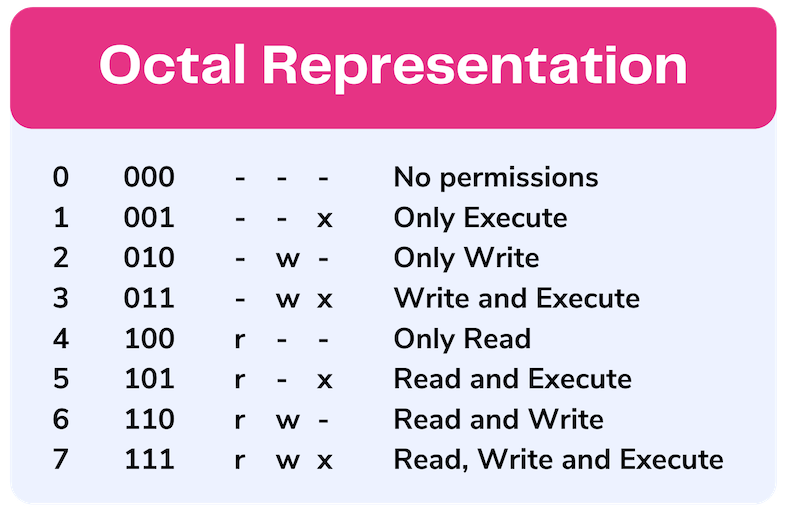 Octal Representation
0 000 - - - No permissions
1 001 - - x Only Execute
2 010 - w - Only Write
3 011 - w x Write and Execute
4 100 r - - Only Read
5 101 r - x Read and Execute
6 110 r w - Read and Write
7 111 r w x Read, Write and Execute